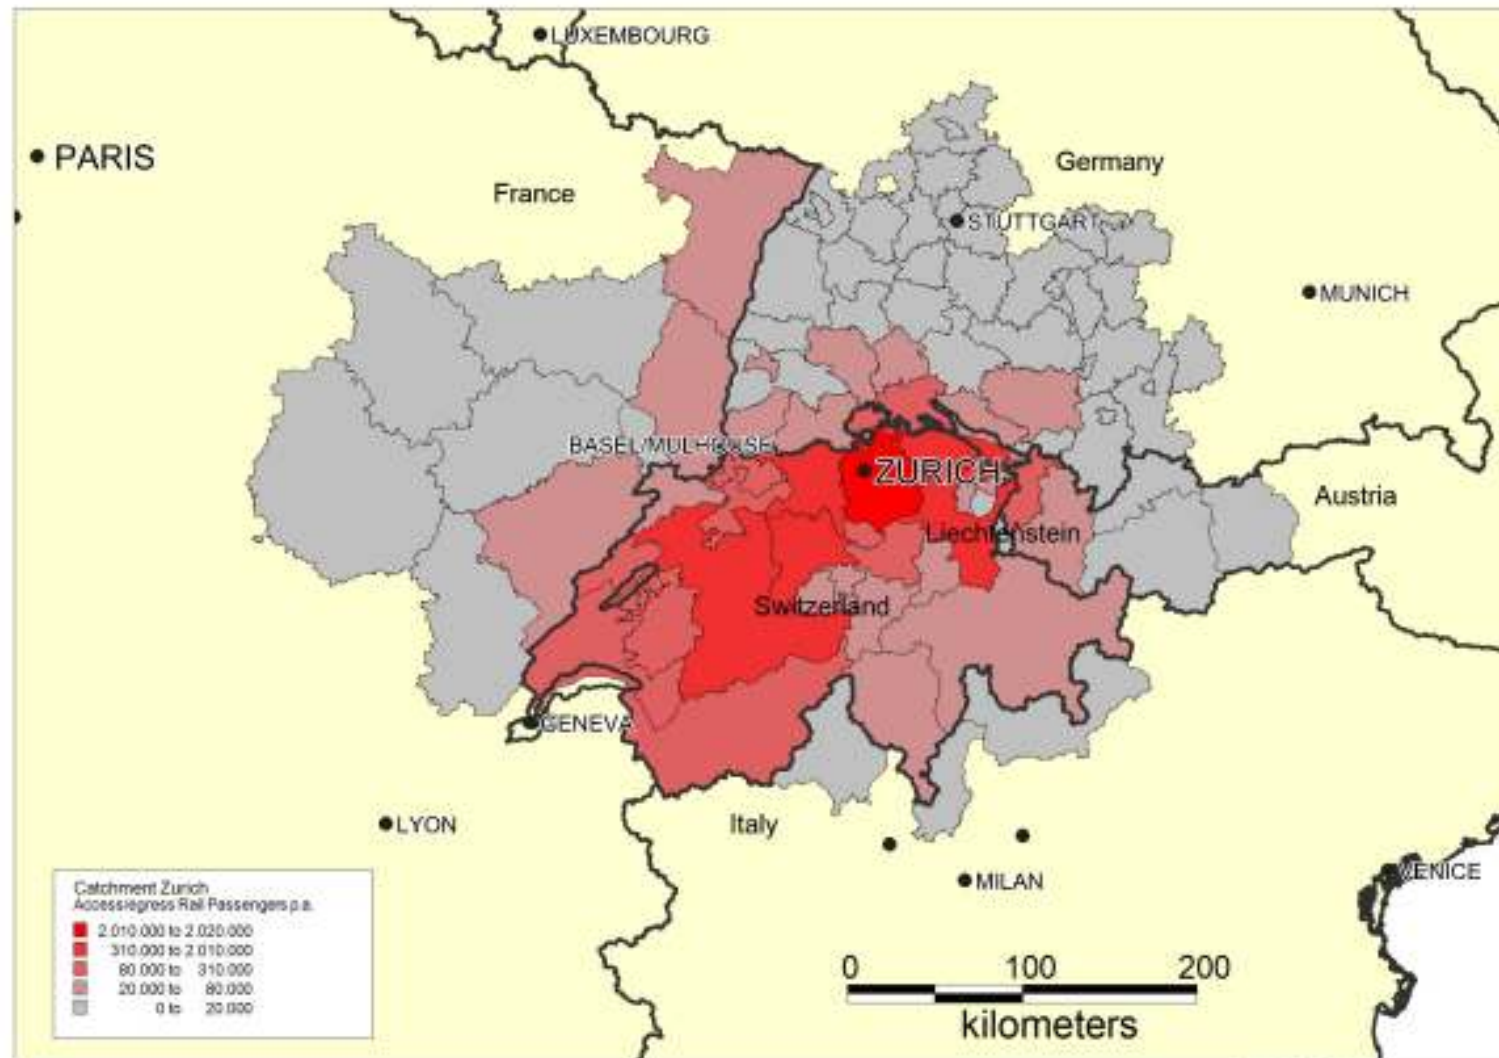 LUXEMBOURG
PARIS
Germany
France
STUTTGART
MUNICH
BASEL/MULHOUSE
ZURICH
Austria
Liechtenstein
Switzerland
GENEVA
LYON
Italy
MILAN
VENICE
Catchment Zurich
Access/egress Rail Passengers p.a.
2.010.000 to 2.020.000
310.000 to 2.010.000
80.000 to 310.000
20.000 to 80.000
0 to 20.000
0 100 200
kilometers